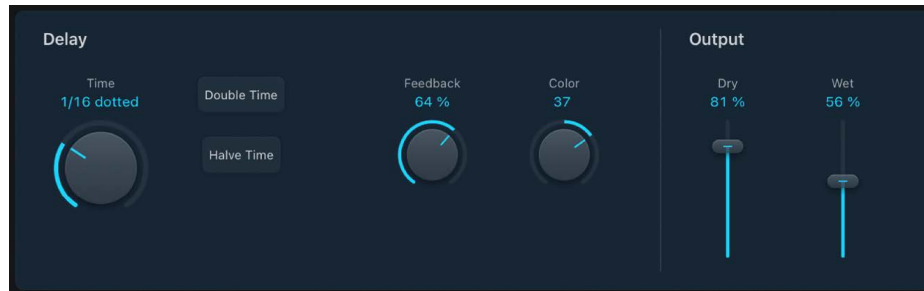 Delay
Output
Time
1/16 dotted
Double Time
Halve Time
Feedback
64 %
Color
37
Dry
81 %
Wet
56 %